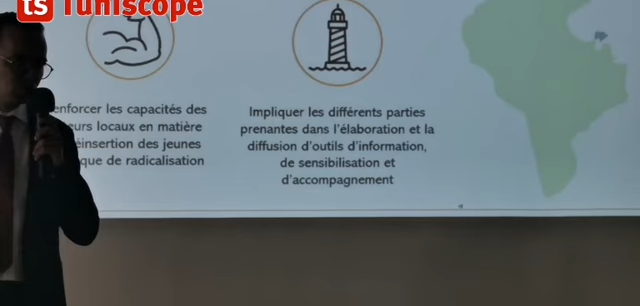 ts Tuniscope
enforcer les capacités des
eurs locaux en matière
éinsertion des jeunes
que de radicalisation
Impliquer les différents parties
prenantes dans l'élaboration et la
diffusion d'outils d'information,
de sensibilisation et
d'accompagnement